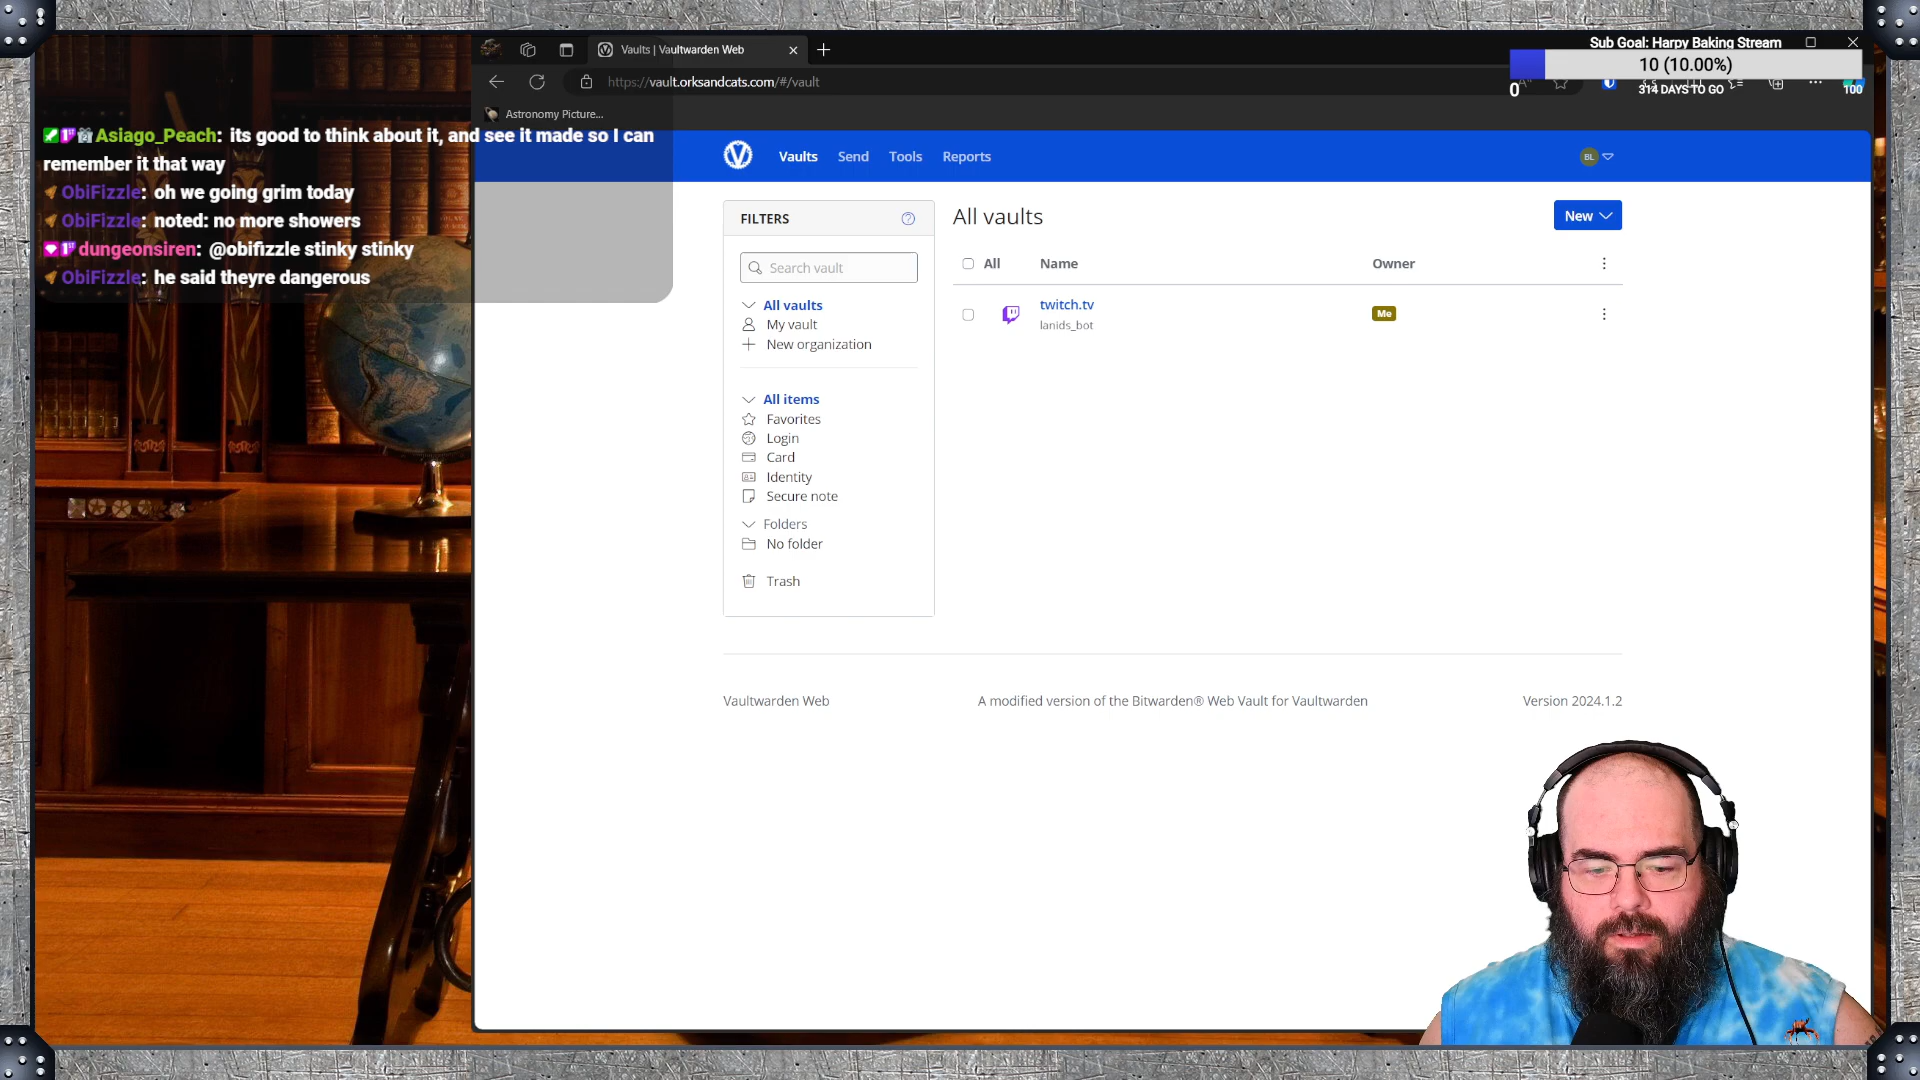 Vaults | Vaultwarden Web
Sub Goal: Harpy Baking Stream
10 (10.00%)
0
314 DAYS TO GO
100
https://vault.orksandcats.com/#/vault
Astronomy Picture...
Asiago_Peach: its good to think about it, and see it made so I can
remember it that way
ObiFizzle: oh we going grim today
ObiFizzle: noted: no more showers
dungeonsiren: @obifizzle stinky stinky
ObiFizzle: he said theyre dangerous
Vaults Send Tools Reports
BL
FILTERS
Search vault
All vaults
My vault
New organization
All items
Favorites
Login
Card
Identity
Secure note
Folders
No folder
Trash
All vaults
New
All Name Owner
twitch.tv
lanids_bot
Me
Vaultwarden Web
A modified version of the Bitwarden® Web Vault for Vaultwarden
Version 2024.1.2